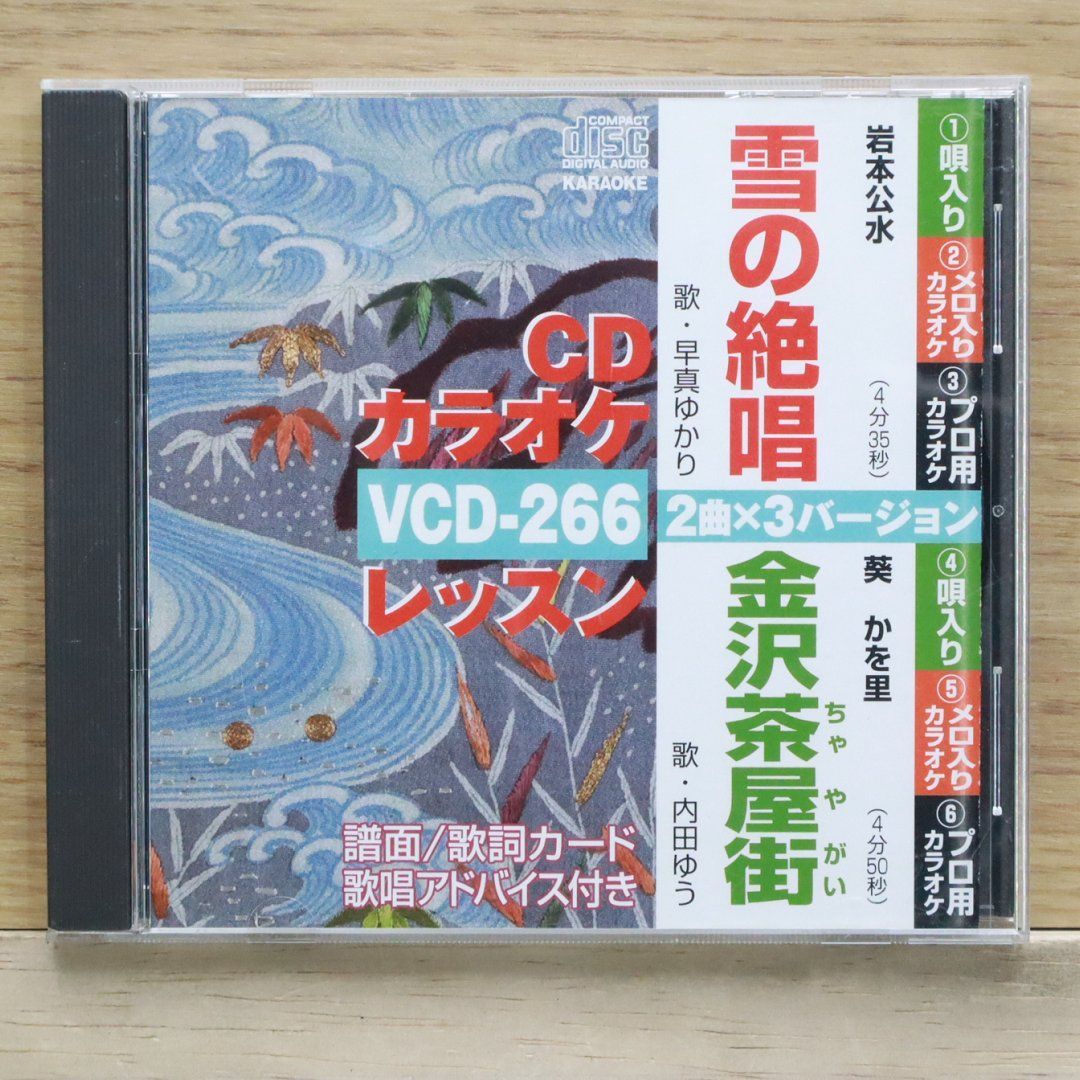 COMPACT
disc
DIGITAL AUDIO
KARAOKE
CD
カラオケ
VCD-266
レッスン
譜面/歌詞カード
歌唱アドバイス付き
岩本公水
(4分35秒)
雪の絶唱
歌・早真ゆかり
①唄入り
②メロ入り
カラオケ
③プロ用
カラオケ
2曲×3バージョン
葵 かを里
(4分50秒)
金沢茶屋街
ちゃやがい
歌・内田ゆう
④唄入り
⑤メロ入り
カラオケ
⑥プロ用
カラオケ